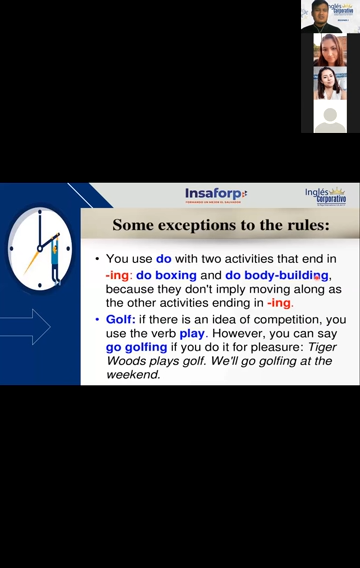 Inglés
Corporativo
Insaforp
Inglés
Corporativo
Some exceptions to the rules:
• You use do with two activities that end in
-ing: do boxing and do body-building,
because they don't imply moving along as
the other activities ending in -ing.
• Golf: if there is an idea of competition, you
use the verb play. However, you can say
go golfing if you do it for pleasure: Tiger
Woods plays golf. We'll go golfing at the
weekend.